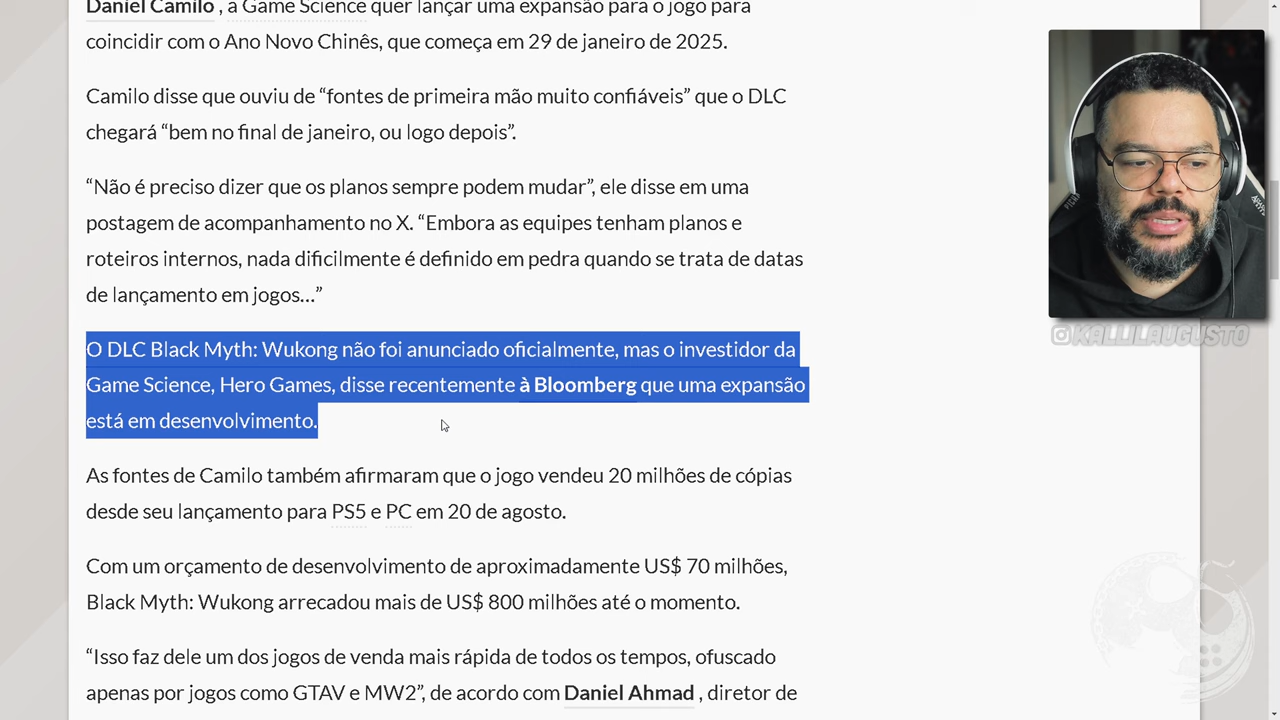 Daniel Camilo , a Game Science quer lançar uma expansão para o jogo para
coincidir com o Ano Novo Chinês, que começa em 29 de janeiro de 2025.
Camilo disse que ouviu de “fontes de primeira mão muito confiáveis” que o DLC
chegará “bem no final de janeiro, ou logo depois”.
“Não é preciso dizer que os planos sempre podem mudar”, ele disse em uma
postagem de acompanhamento no X. “Embora as equipes tenham planos e
roteiros internos, nada dificilmente é definido em pedra quando se trata de datas
de lançamento em jogos…”
O DLC Black Myth: Wukong não foi anunciado oficialmente, mas o investidor da
Game Science, Hero Games, disse recentemente à Bloomberg que uma expansão
está em desenvolvimento.
As fontes de Camilo também afirmaram que o jogo vendeu 20 milhões de cópias
desde seu lançamento para PS5 e PC em 20 de agosto.
Com um orçamento de desenvolvimento de aproximadamente US$ 70 milhões,
Black Myth: Wukong arrecadou mais de US$ 800 milhões até o momento.
“Isso faz dele um dos jogos de venda mais rápida de todos os tempos, ofuscado
apenas por jogos como GTAV e MW2”, de acordo com Daniel Ahmad , diretor de
@KALLILAUGUSTO